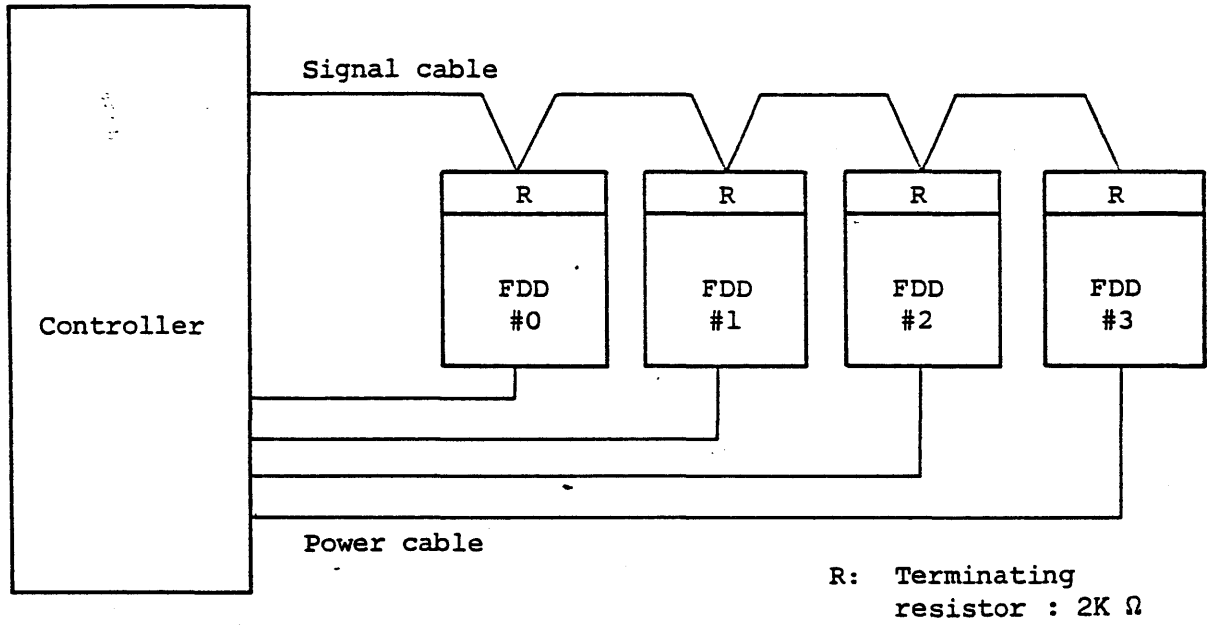 Signal cable
R R R R
FDD FDD FDD FDD
#0 #1 #2 #3
Controller
Power cable
R: Terminating
resistor : 2K Ω